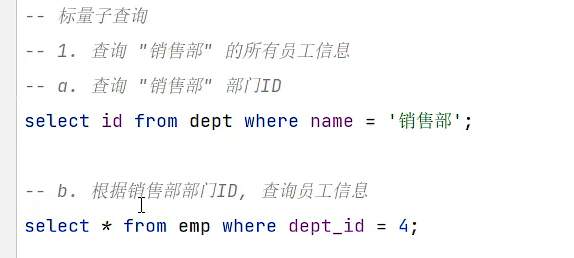 -- 标量子查询
-- 1. 查询 "销售部" 的所有员工信息
-- a. 查询 "销售部" 部门ID
select id from dept where name = '销售部';
-- b. 根据销售部部门ID, 查询员工信息
select * from emp where dept_id = 4;